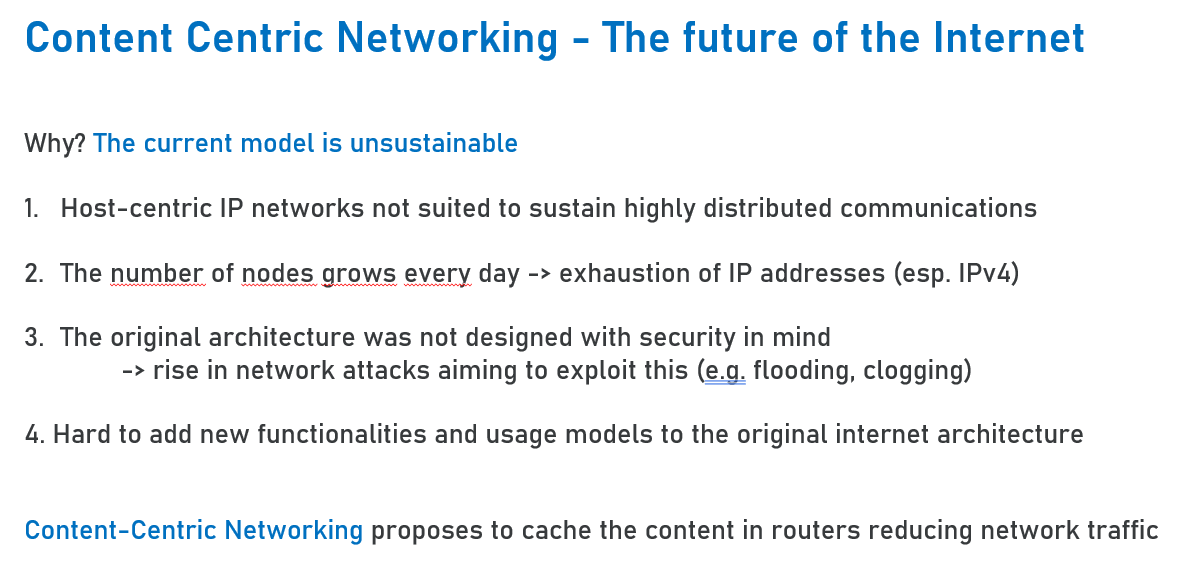 Content Centric Networking - The future of the Internet
Why? The current model is unsustainable
1. Host-centric IP networks not suited to sustain highly distributed communications
2. The number of nodes grows every day -> exhaustion of IP addresses (esp. IPv4)
3. The original architecture was not designed with security in mind
-> rise in network attacks aiming to exploit this (e.g. flooding, clogging)
4. Hard to add new functionalities and usage models to the original internet architecture
Content-Centric Networking proposes to cache the content in routers reducing network traffic